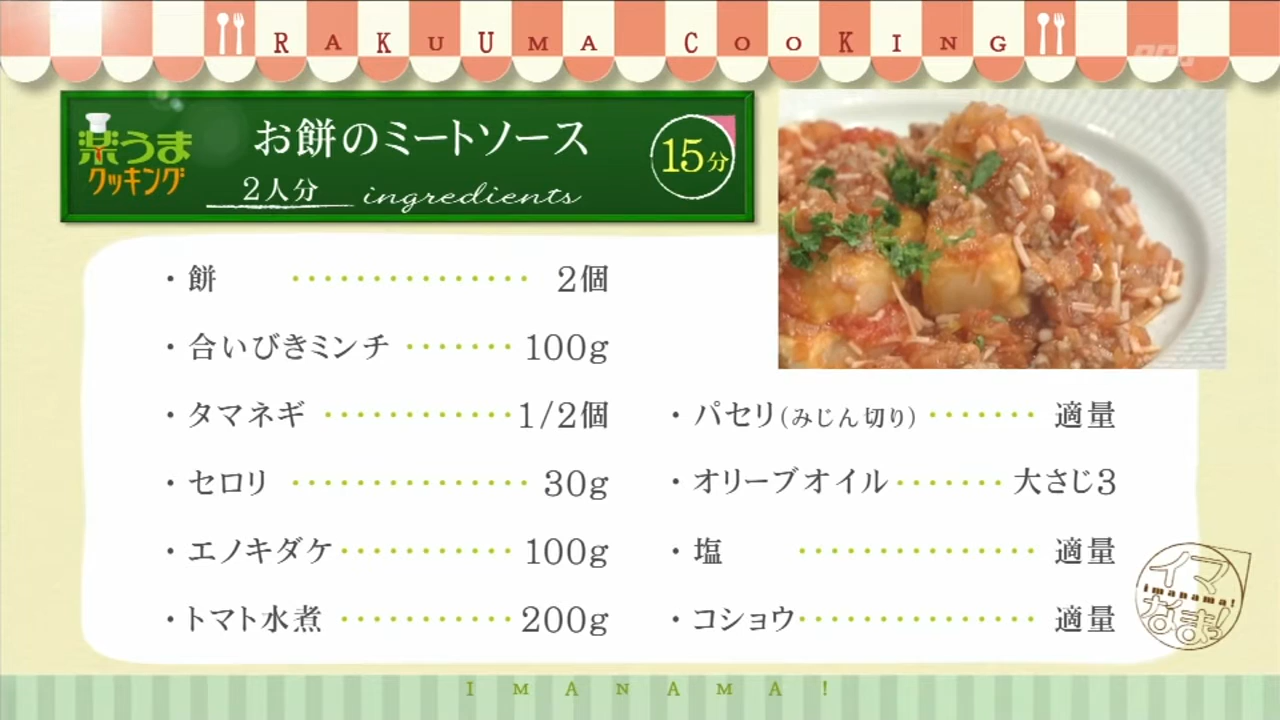 RAKUUMA COOKING
楽うま
クッキング
お餅のミートソース
2人分 ingredients
15分
・餅 ・・・・・・・・・・・・・・ 2個
・合いびきミンチ ・・・・・・・ 100g
・タマネギ ・・・・・・・・・・・・ 1/2個
・セロリ ・・・・・・・・・・・・・・ 30g
・エノキダケ ・・・・・・・・・・・ 100g
・トマト水煮 ・・・・・・・・・・・ 200g
・パセリ(みじん切り) ・・・・・・・ 適量
・オリーブオイル ・・・・・・・ 大さじ3
・塩 ・・・・・・・・・・・・・・・ 適量
・コショウ ・・・・・・・・・・・・・・・ 適量
イマ
imanama!
なまっ!
IMANAMA!